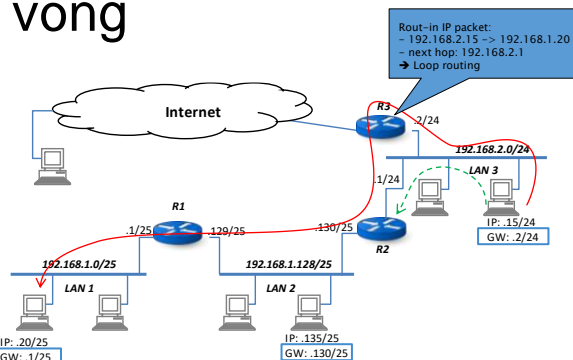 vong
Rout-in IP packet:
- 192.168.2.15 -> 192.168.1.20
- next hop: 192.168.2.1
➔ Loop routing
Internet
R3
.2/24
192.168.2.0/24
LAN 3
.1/24
R1
.1/25
.129/25
.130/25
R2
IP: .15/24
GW: .2/24
192.168.1.0/25
LAN 1
192.168.1.128/25
LAN 2
IP: .20/25
GW: .1/25
IP: .135/25
GW: .130/25